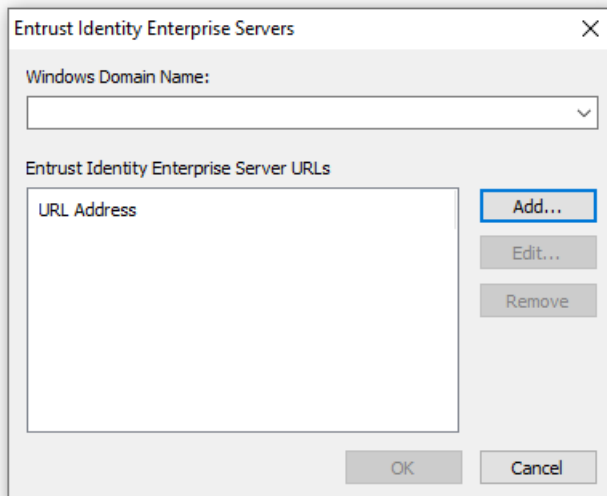 Entrust Identity Enterprise Servers
Windows Domain Name:
Entrust Identity Enterprise Server URLs
URL Address
Add...
Edit...
Remove
OK
Cancel